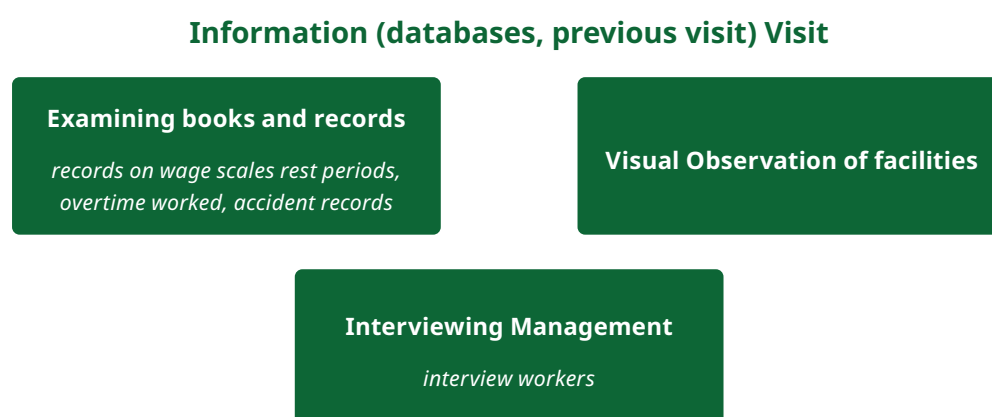 Information (databases, previous visit) Visit
Examining books and records
records on wage scales rest periods,
overtime worked, accident records
Visual Observation of facilities
Interviewing Management
interview workers